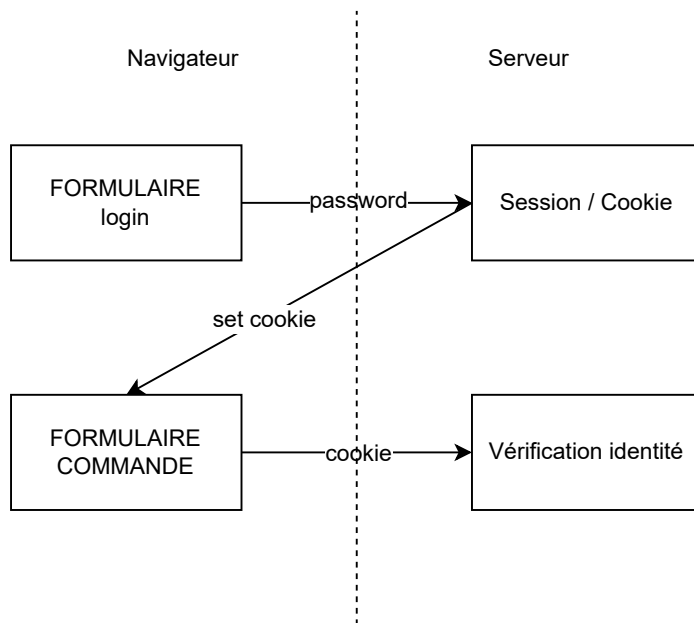 Navigateur
Serveur
FORMULAIRE
login
password
Session / Cookie
set cookie
FORMULAIRE
COMMANDE
cookie
Vérification identité